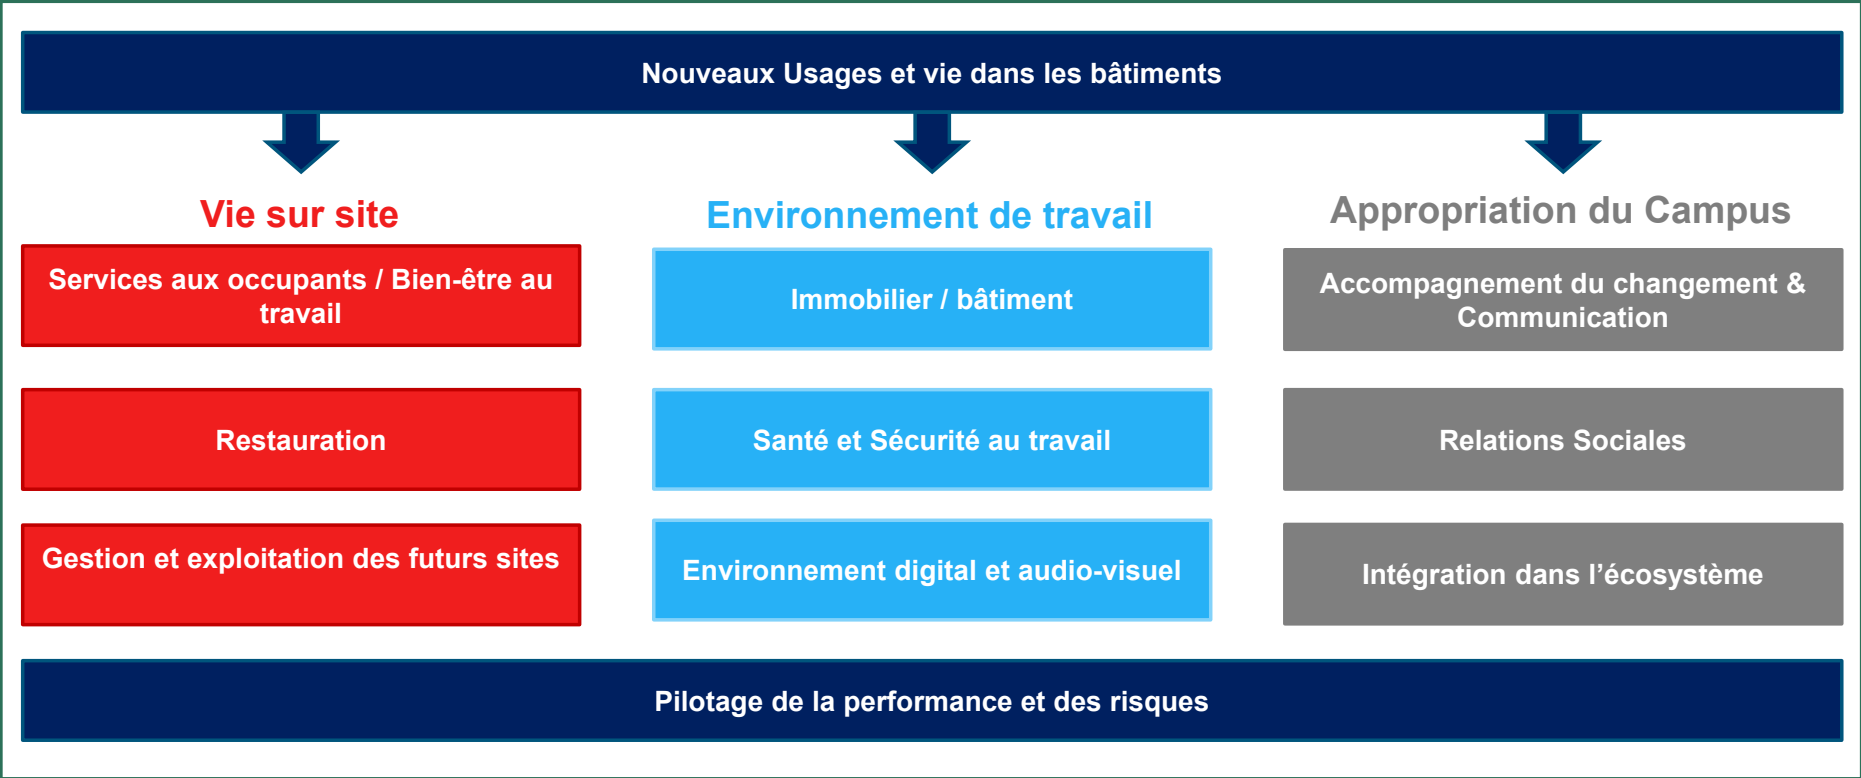 Nouveaux Usages et vie dans les bâtiments
Vie sur site
Services aux occupants / Bien-être au
travail
Restauration
Gestion et exploitation des futurs sites
Environnement de travail
Immobilier / bâtiment
Santé et Sécurité au travail
Environnement digital et audio-visuel
Appropriation du Campus
Accompagnement du changement &
Communication
Relations Sociales
Intégration dans l’écosystème
Pilotage de la performance et des risques